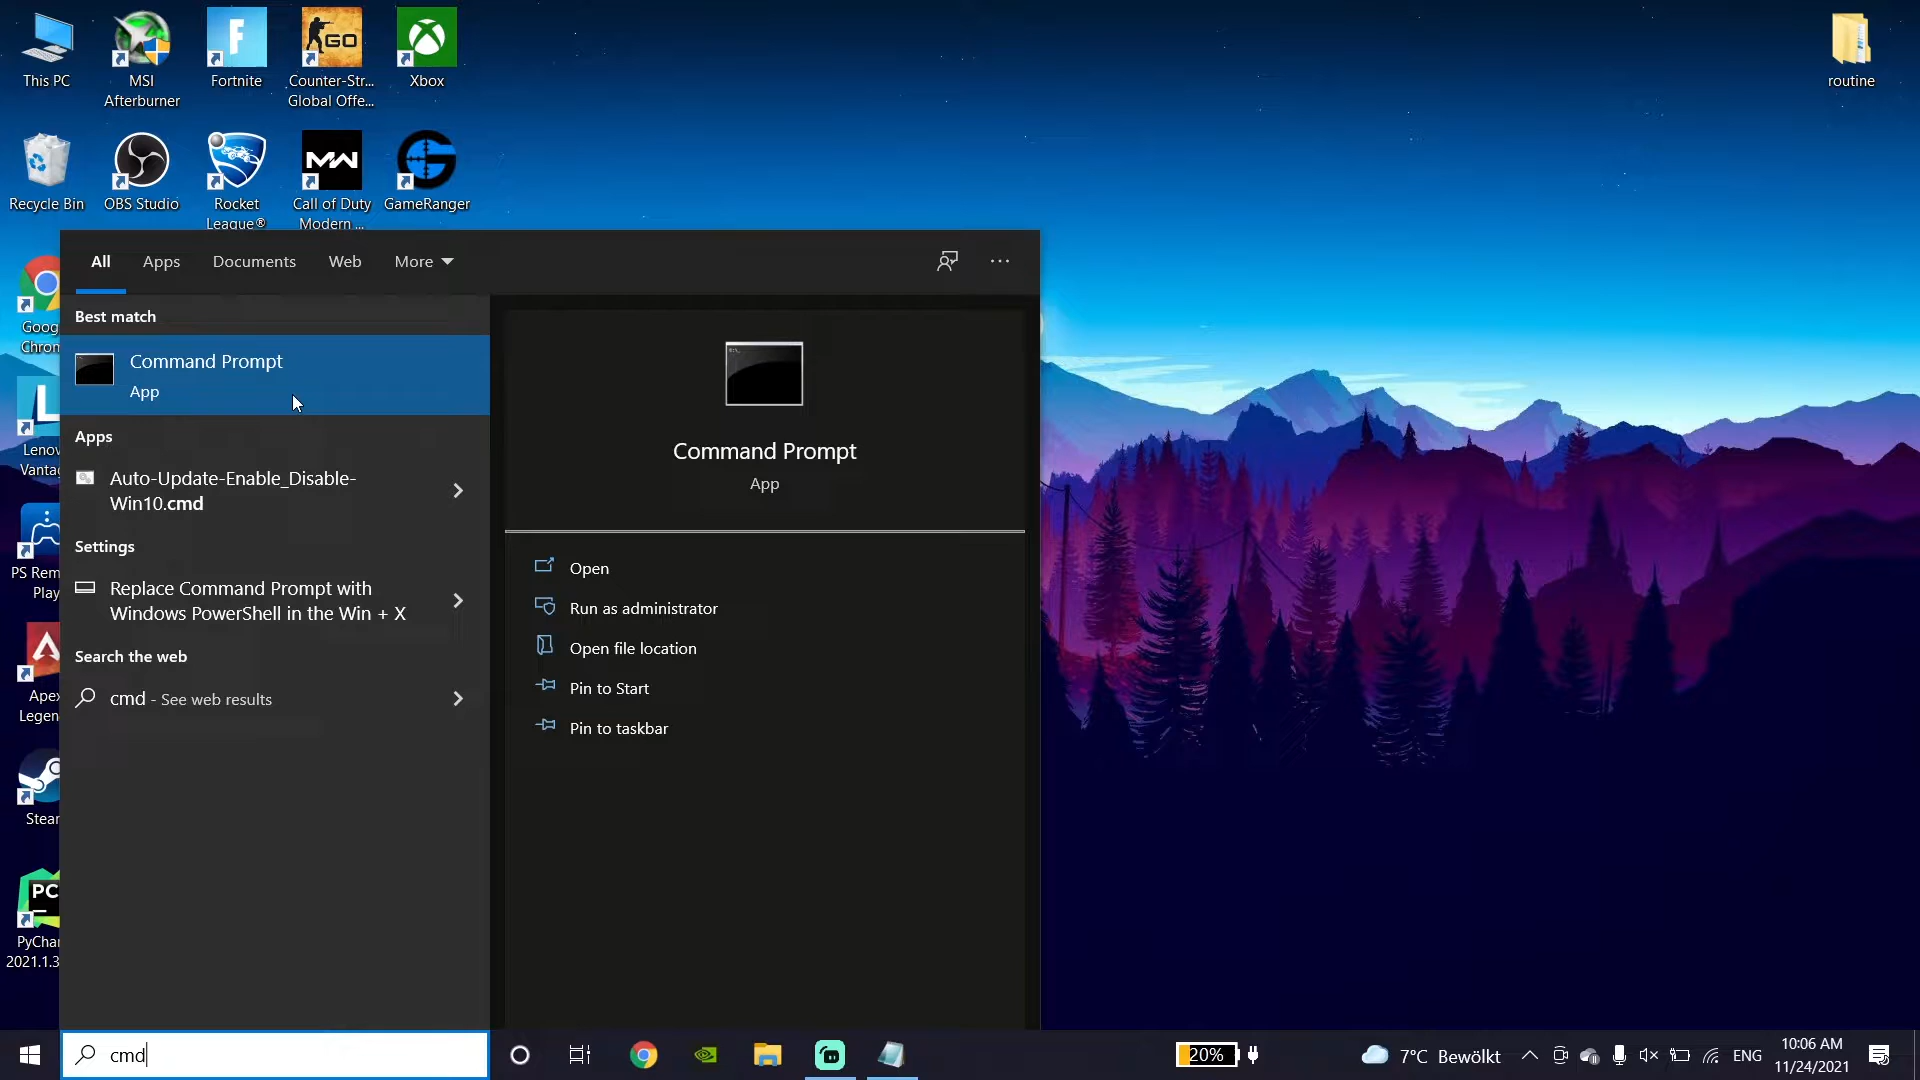 This PC
MSI
Afterburner
Fortnite
Counter-Str...
Global Offe...
Xbox
routine
GO
MW
Recycle Bin
OBS Studio
Rocket
League®
Call of Duty
Modern ...
GameRanger
All
Apps
Documents
Web
More
Best match
Command Prompt
App
Apps
Auto-Update-Enable_Disable-
Win10.cmd
Settings
Replace Command Prompt with
Windows PowerShell in the Win + X
Search the web
cmd - See web results
Command Prompt
App
Open
Run as administrator
Open file location
Pin to Start
Pin to taskbar
Goog
Chrom
L
Lenov
Vantag
PS Rem
Play
Apex
Legen
Stear
PC
PyChar
2021.1.3
cmd
20%
7°C Bewölkt
ENG
10:06 AM
11/24/2021